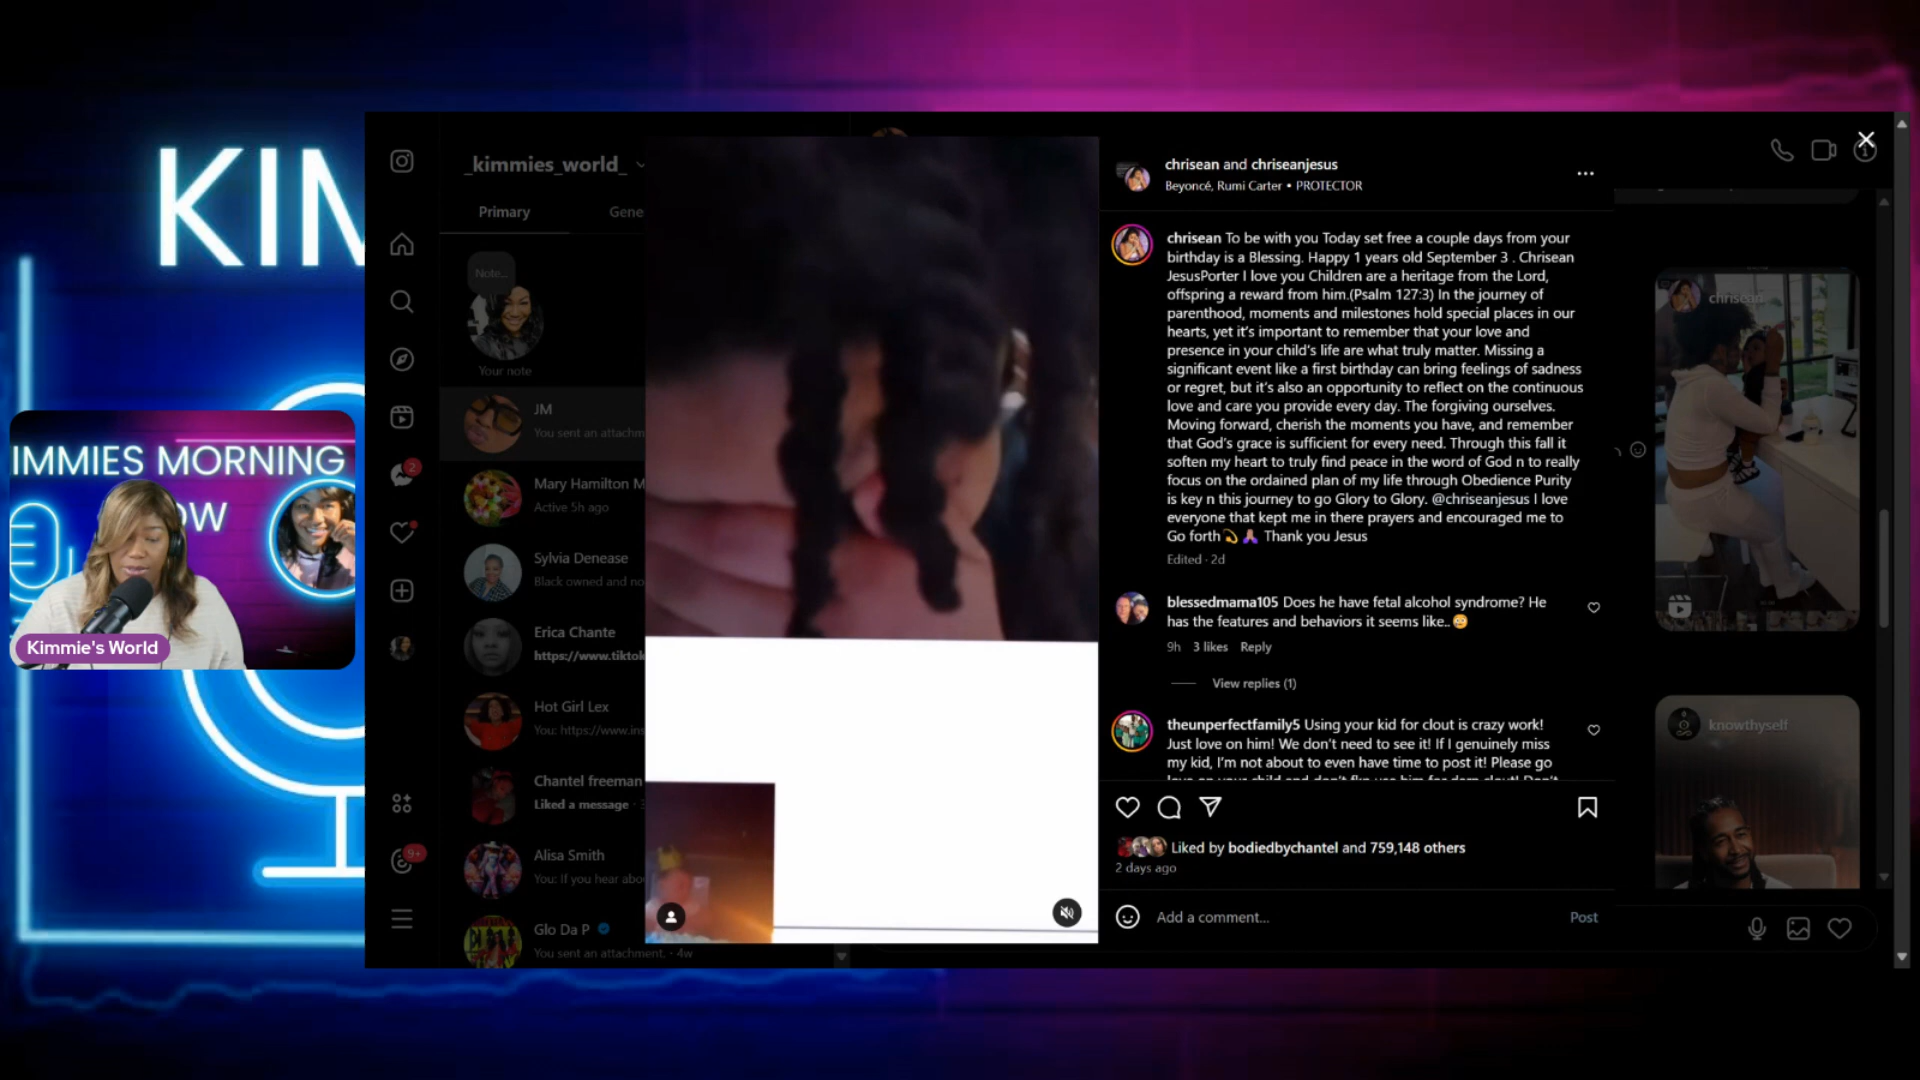 KIM
IMMIES MORNING
OW
Kimmie's World
_kimmies_world_
Primary
Gene
Note...
Your note
JM
You sent an attachm
Mary Hamilton M
Active 5h ago
Sylvia Denease
Black owned and no
Erica Chante
https://www.tiktok
Hot Girl Lex
You: https://www.ins
Chantel freeman
Liked a message ·
Alisa Smith
You: If you hear abo
Glo Da P
You sent an attachment. · 4w
2
9+
chrisean and chriseanjesus
Beyoncé, Rumi Carter • PROTECTOR
chrisean To be with you Today set free a couple days from your
birthday is a Blessing. Happy 1 years old September 3 . Chrisean
JesusPorter I love you Children are a heritage from the Lord,
offspring a reward from him.(Psalm 127:3) In the journey of
parenthood, moments and milestones hold special places in our
hearts, yet it's important to remember that your love and
presence in your child's life are what truly matter. Missing a
significant event like a first birthday can bring feelings of sadness
or regret, but it's also an opportunity to reflect on the continuous
love and care you provide every day. The forgiving ourselves.
Moving forward, cherish the moments you have, and remember
that God's grace is sufficient for every need. Through this fall it
soften my heart to truly find peace in the word of God n to really
focus on the ordained plan of my life through Obedience Purity
is key n this journey to go Glory to Glory. @chriseanjesus I love
everyone that kept me in there prayers and encouraged me to
Go forth 💫 🙏🏽 Thank you Jesus
Edited · 2d
blessedmama105 Does he have fetal alcohol syndrome? He
has the features and behaviors it seems like..😳
9h 3 likes Reply
View replies (1)
theunperfectfamily5 Using your kid for clout is crazy work!
Just love on him! We don't need to see it! If I genuinely miss
my kid, I'm not about to even have time to post it! Please go
Liked by bodiedbychantel and 759,148 others
2 days ago
Add a comment...
Post
chrisean
knowthyself